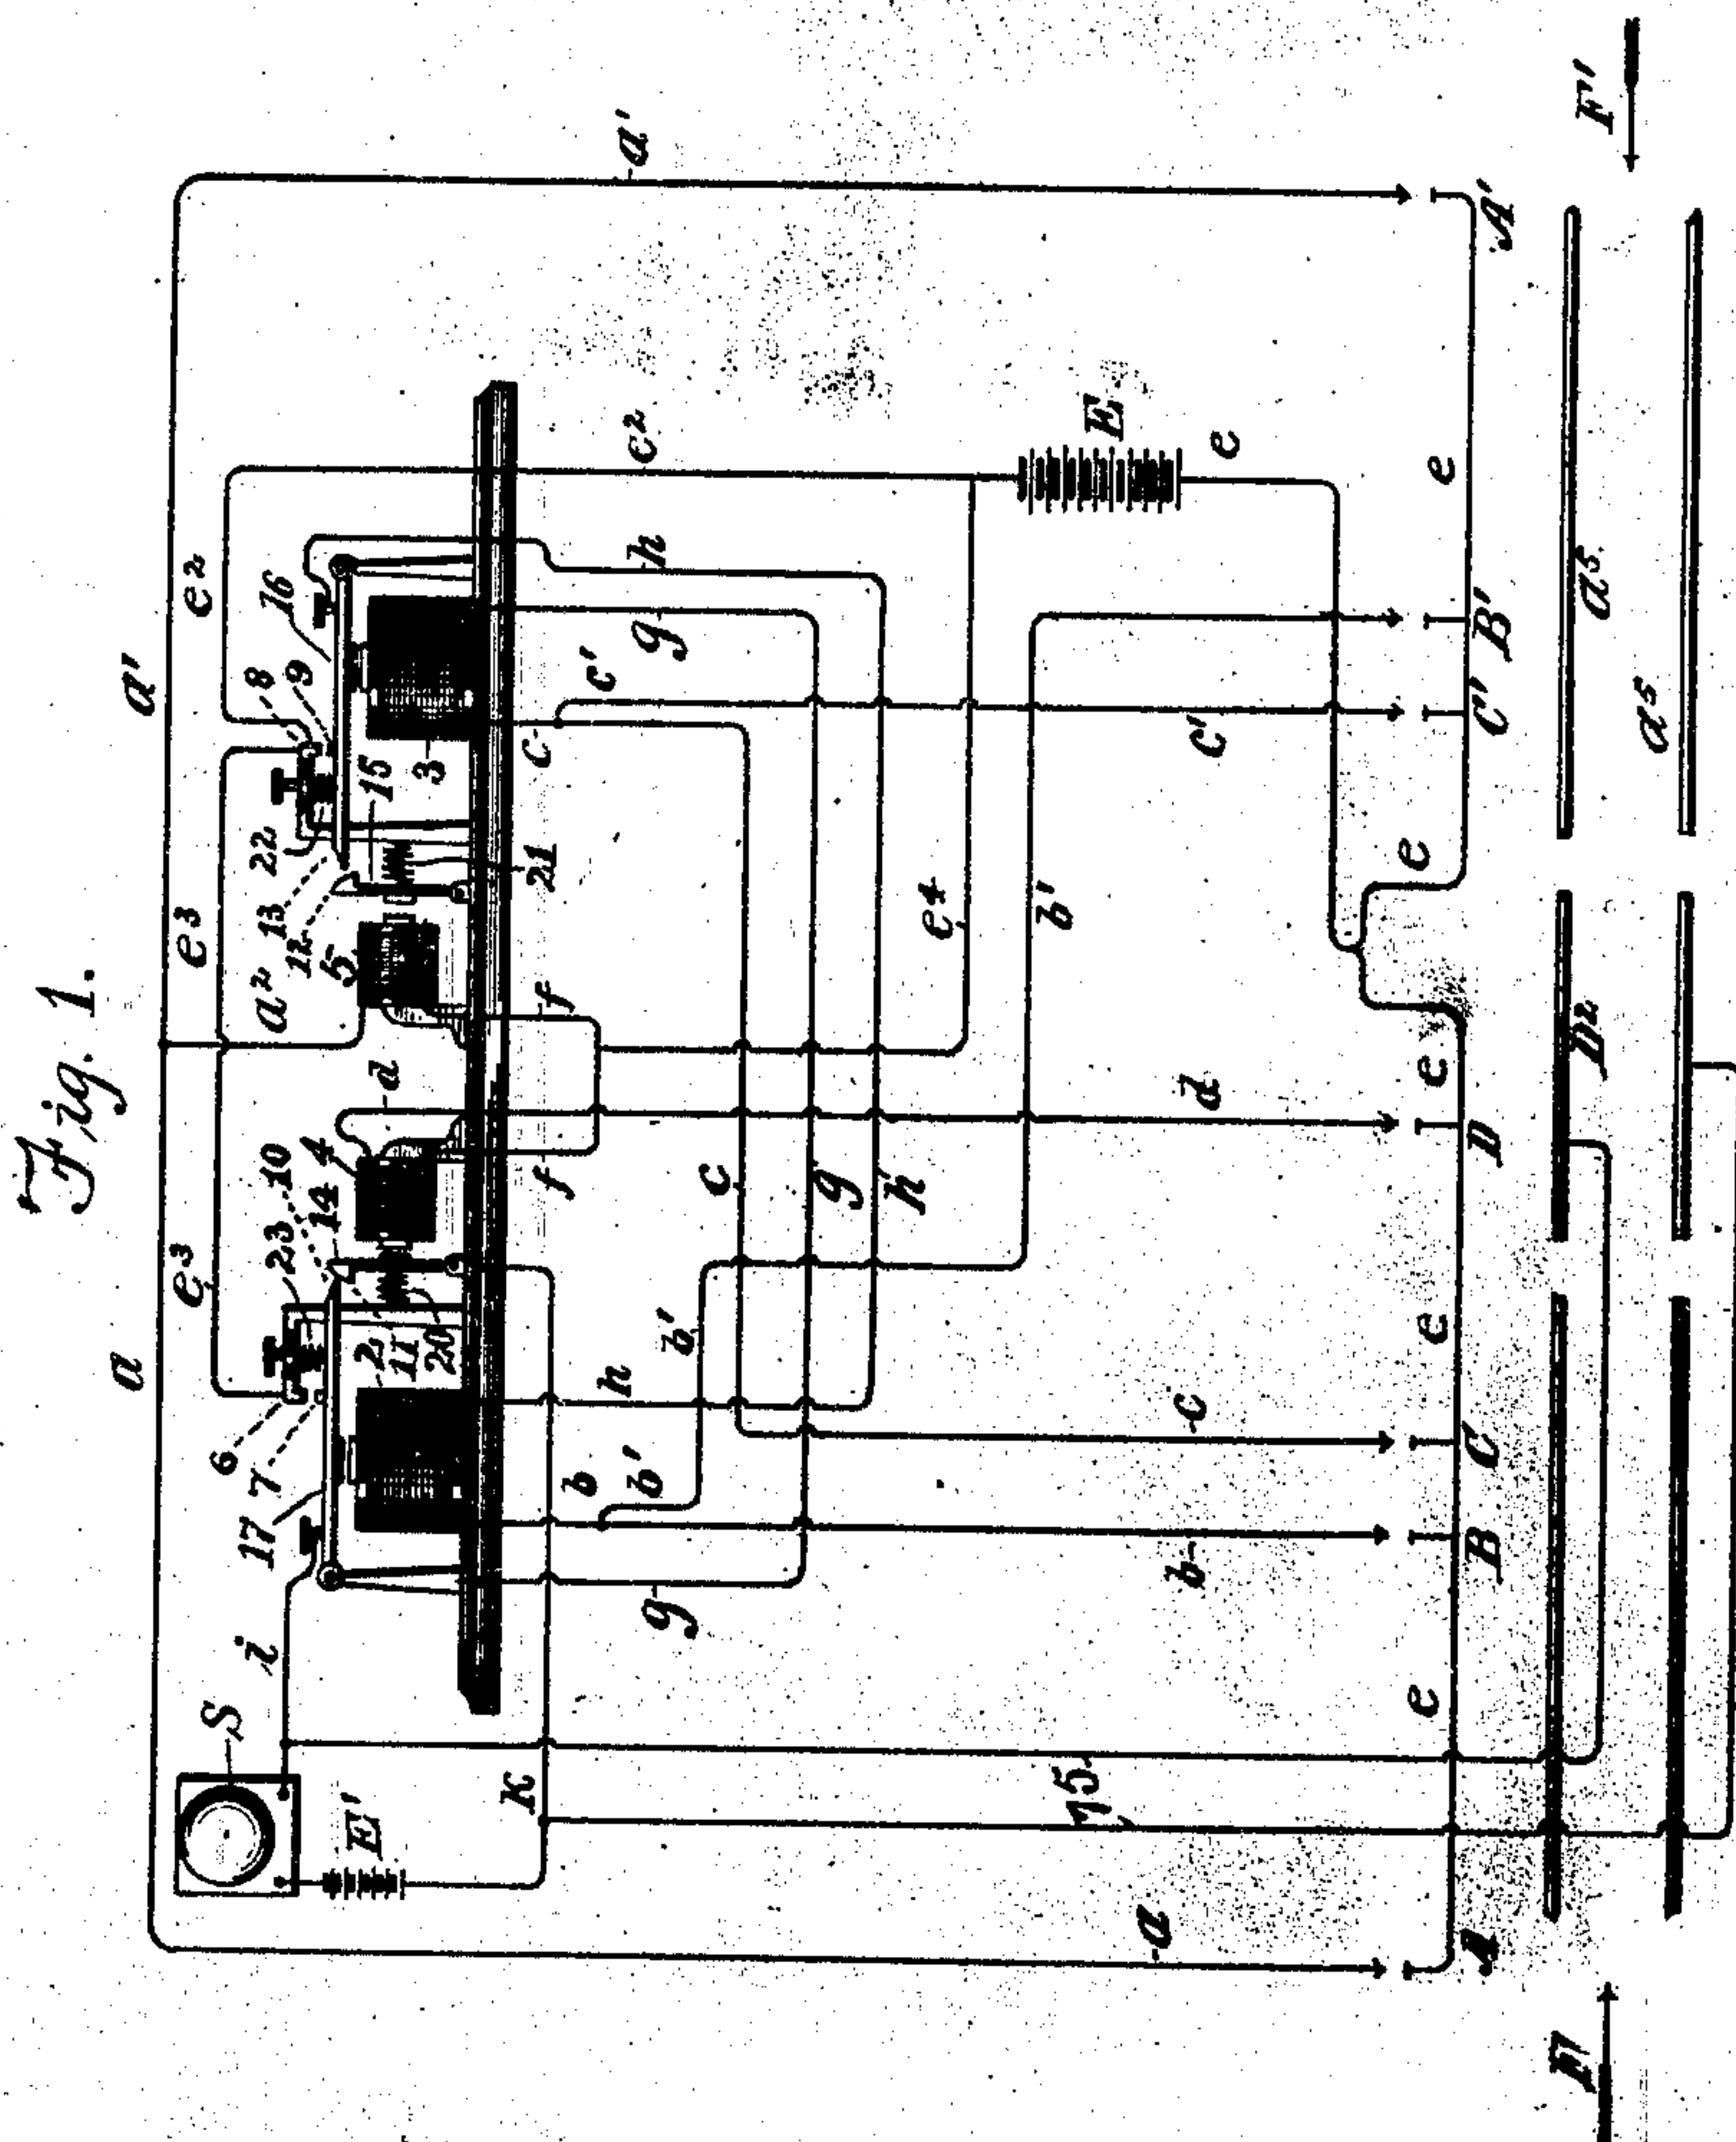 Fig. 1.
a'
a'
a
e²
e³
e³
a²
16
8
9
22
13
12
15
5
3
21
d
4
10
23
14
2
11
20
6
7
17
i
S
E'
K
c²
h
g
c'
c
f
f
e⁴
b'
E
e
c'
d
c
g
h
b'
h
b
b'
g
c
b
75
a
e
e
e
e
e
A'
B'
C'
D
C
B
A
F'
a⁵
a⁵
D²
F